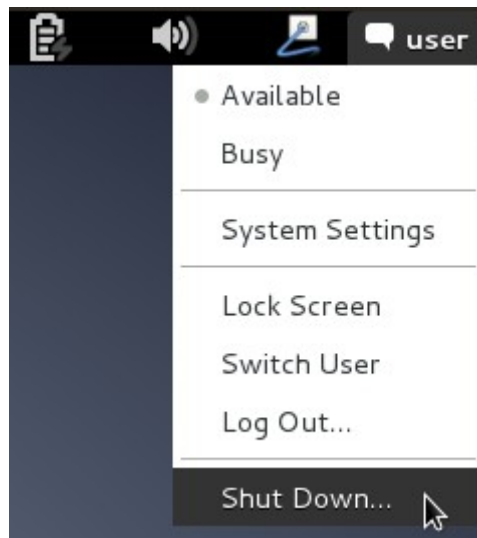 user
Available
Busy
System Settings
Lock Screen
Switch User
Log Out...
Shut Down...